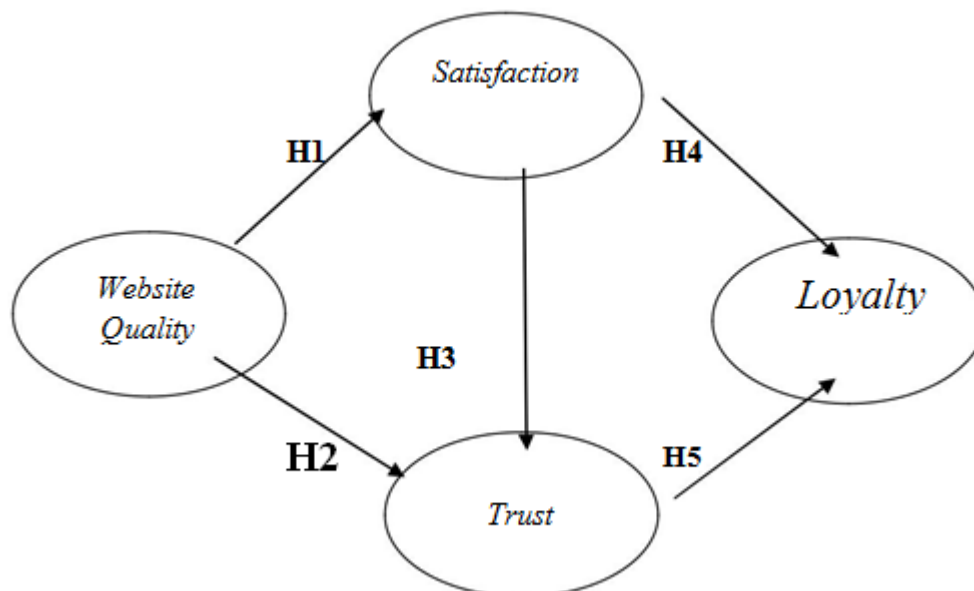 Satisfaction
H1
H4
Website
Quality
Loyalty
H3
H2
H5
Trust